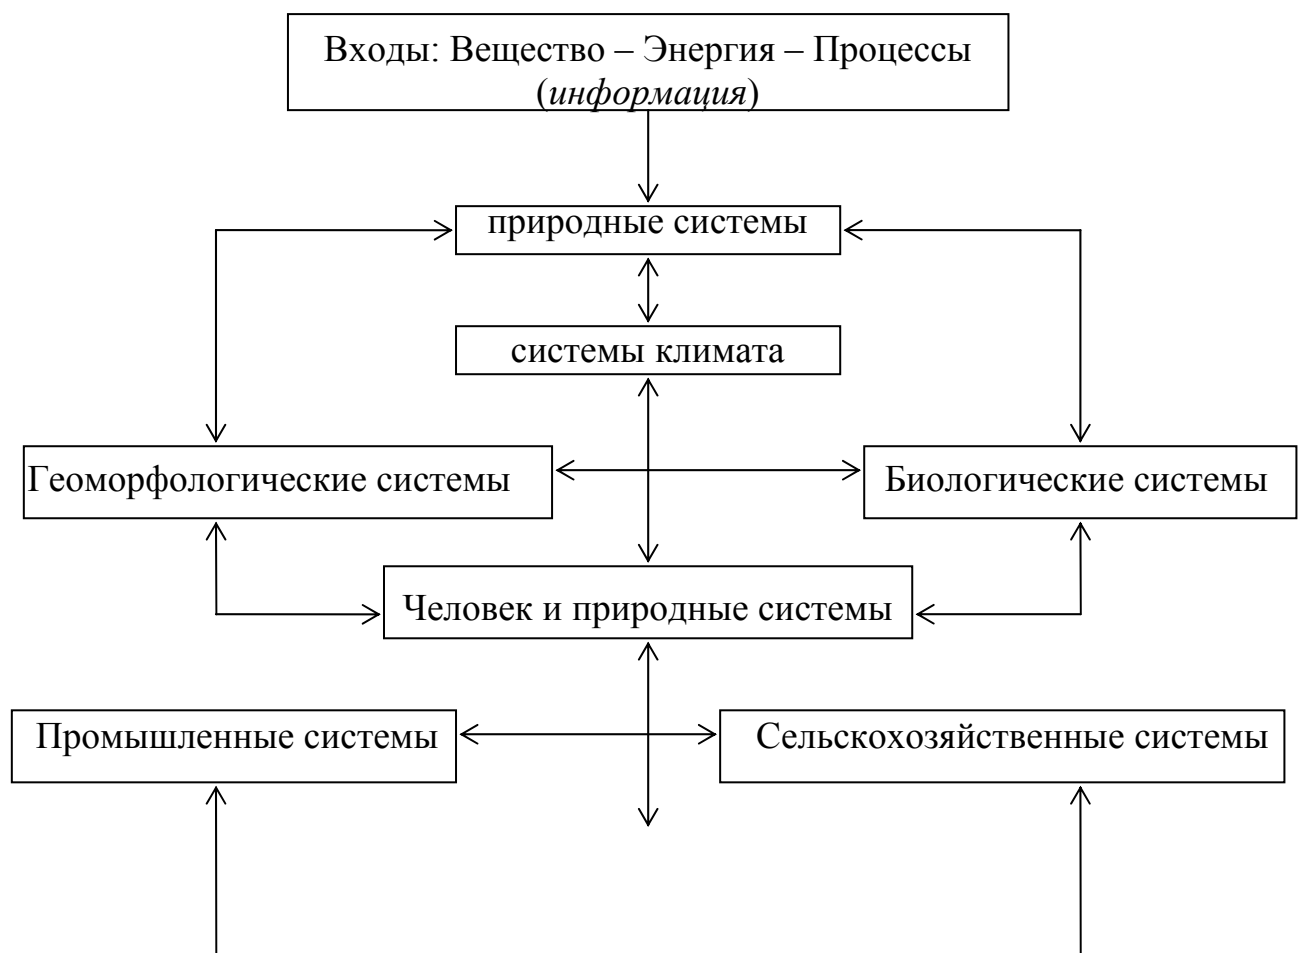 Входы: Вещество – Энергия – Процессы
(информация)
природные системы
системы климата
Геоморфологические системы
Биологические системы
Человек и природные системы
Промышленные системы
Сельскохозяйственные системы